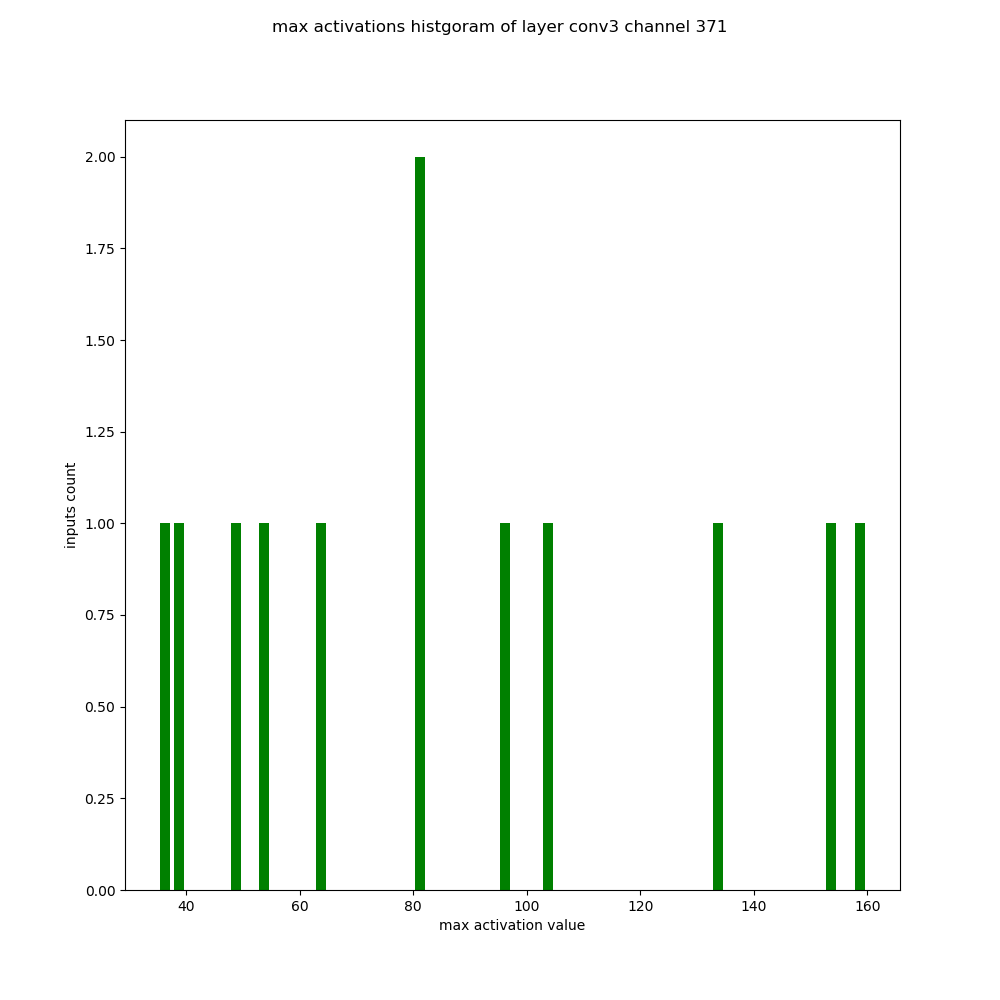 max activations histgoram of layer conv3 channel 371
2.00
1.75
1.50
1.25
1.00
0.75
0.50
0.25
0.00
inputs count
40 60 80 100 120 140 160
max activation value